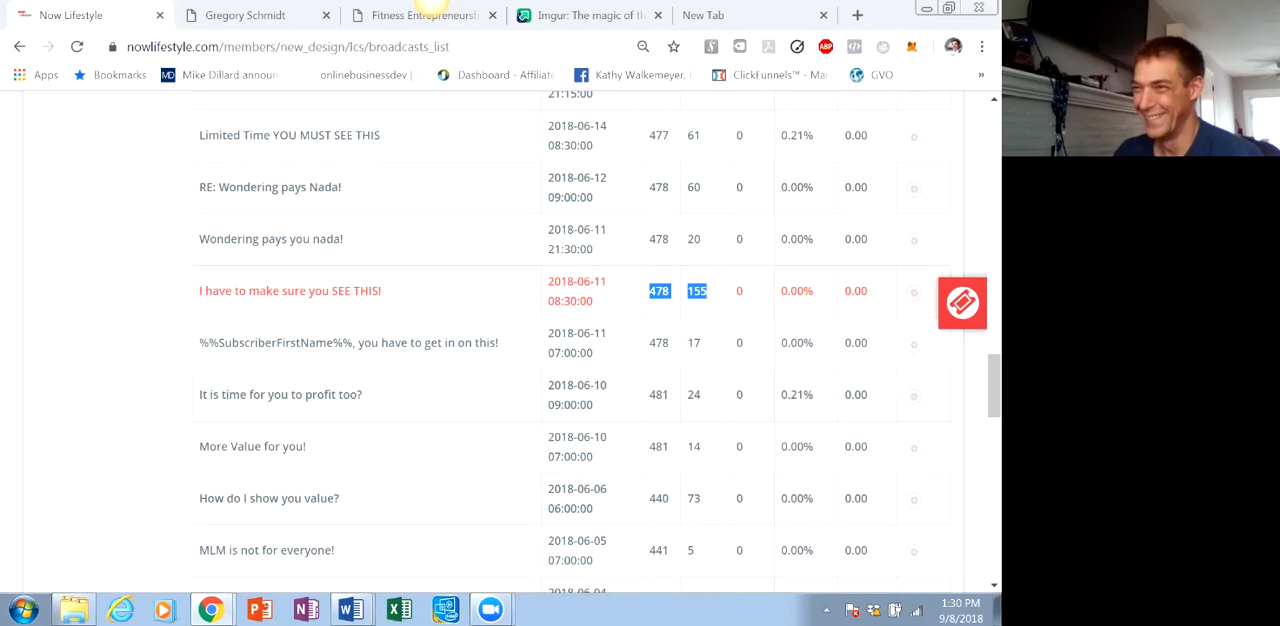 Now Lifestyle
Gregory Schmidt
Fitness Entrepreneursh
Imgur: The magic of th
New Tab
nowlifestyle.com/members/new_design/lcs/broadcasts_list
ABP
Apps
Bookmarks
MD Mike Dillard announ
onlinebusinessdev |
Dashboard - Affiliate
Kathy Walkemeyer,
ClickFunnels™ - Mar
GVO
»
21:15:00
Limited Time YOU MUST SEE THIS 2018-06-14 477 61 0 0.21% 0.00
08:30:00
RE: Wondering pays Nada! 2018-06-12 478 60 0 0.00% 0.00
09:00:00
Wondering pays you nada! 2018-06-11 478 20 0 0.00% 0.00
21:30:00
I have to make sure you SEE THIS! 2018-06-11 478 155 0 0.00% 0.00
08:30:00
%%SubscriberFirstName%%, you have to get in on this! 2018-06-11 478 17 0 0.00% 0.00
07:00:00
It is time for you to profit too? 2018-06-10 481 24 0 0.21% 0.00
09:00:00
More Value for you! 2018-06-10 481 14 0 0.00% 0.00
07:00:00
How do I show you value? 2018-06-06 440 73 0 0.00% 0.00
06:00:00
MLM is not for everyone! 2018-06-05 441 5 0 0.00% 0.00
07:00:00
1:30 PM
9/8/2018